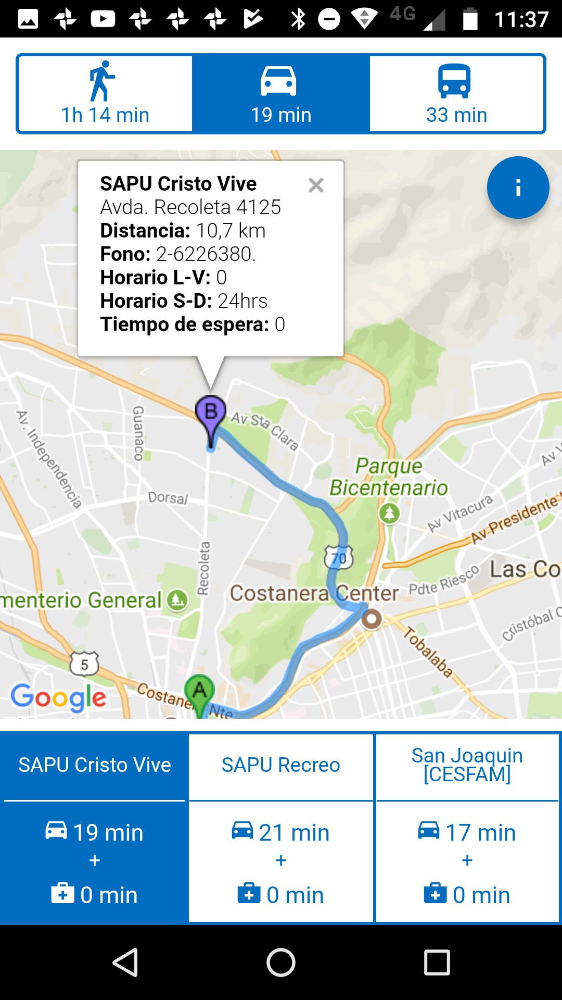 4G 11:37
1h 14 min 19 min 33 min
SAPU Cristo Vive
Avda. Recoleta 4125
Distancia: 10,7 km
Fono: 2-6226380.
Horario L-V: 0
Horario S-D: 24hrs
Tiempo de espera: 0
i
B
Av Sta Clara
Guanaco
Av. Independencia
Parque
Bicentenario
Dorsal
Av Vitacura
Av Presidente
Recoleta
70
Las Co
Pdte Riesco
Costanera Center
menterio General
Cristóbal C
Tobalaba
5
A
Costaner
Nte
Google
SAPU Cristo Vive
SAPU Recreo
San Joaquin
[CESFAM]
19 min
+
0 min
21 min
+
0 min
17 min
+
0 min